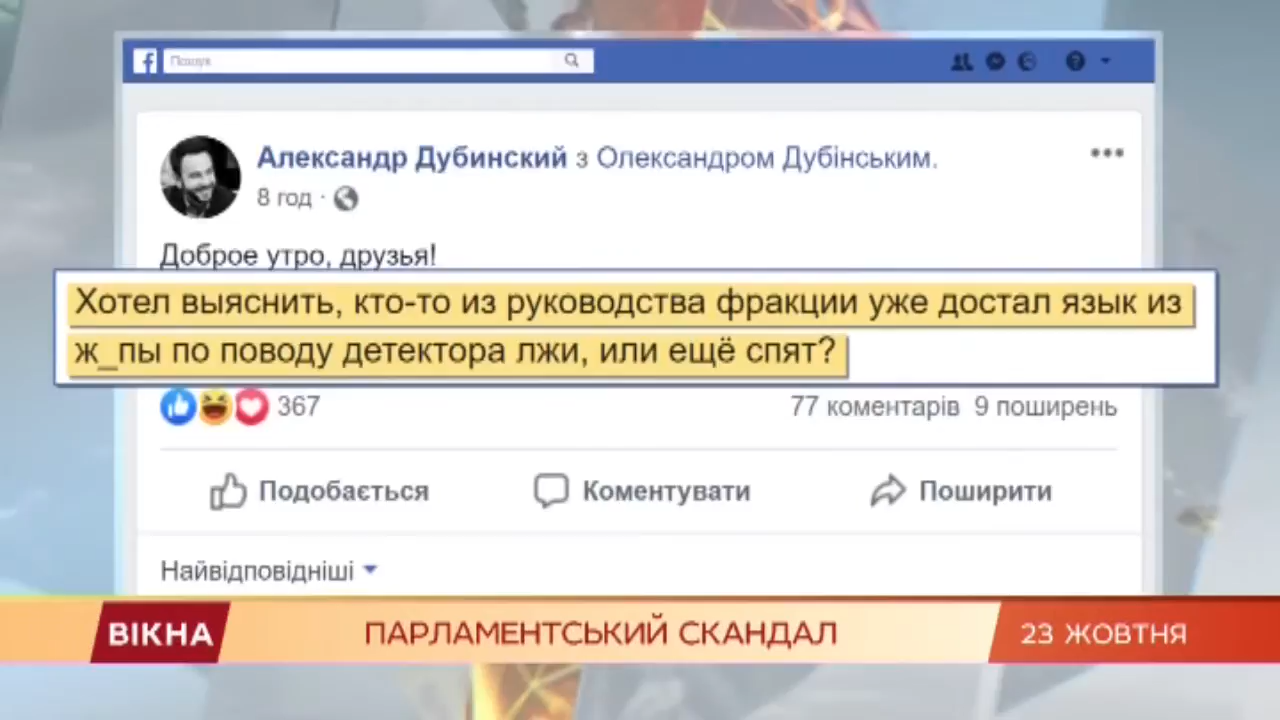 Пошук
Александр Дубинский з Олександром Дубінським.
8 год ·
Доброе утро, друзья!
Хотел выяснить, кто-то из руководства фракции уже достал язык из
ж_пы по поводу детектора лжи, или ещё спят?
367
77 коментарів 9 поширень
Подобається
Коментувати
Поширити
Найвідповідніші
ВІКНА
ПАРЛАМЕНТСЬКИЙ СКАНДАЛ
23 ЖОВТНЯ